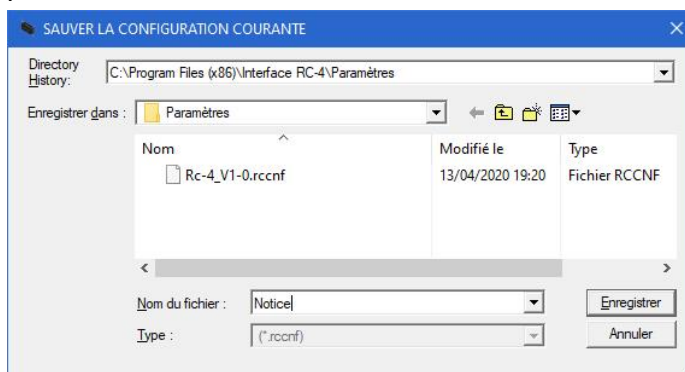 SAUVER LA CONFIGURATION COURANTE
Directory History: C:\Program Files (x86)\Interface RC-4\Paramètres
Enregistrer dans : Paramètres
Nom Modifié le Type
Rc-4_V1-0.rccnf 13/04/2020 19:20 Fichier RCCNF
Nom du fichier : Notice Enregistrer
Type : (*.rccnf) Annuler